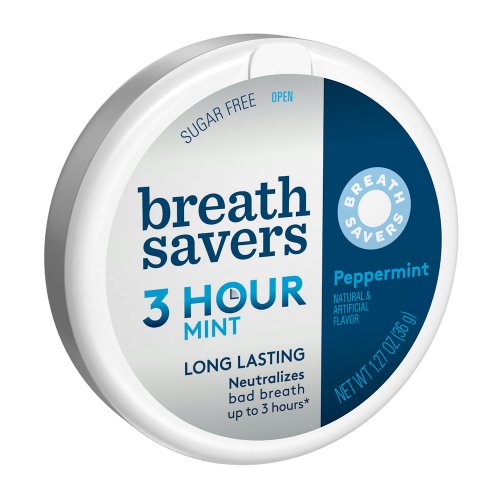 SUGAR FREE
OPEN
breath
savers
3 HOUR
MINT
LONG LASTING
Neutralizes
bad breath
up to 3 hours*
BREATH
SAVERS
Peppermint
NATURAL &
ARTIFICIAL
FLAVOR
NET WT 1.27 OZ (36 g)